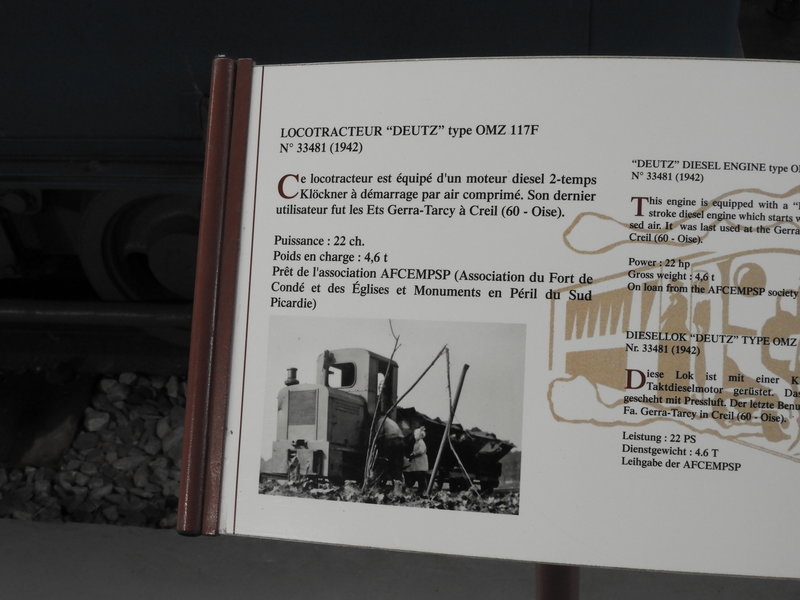 LOCOTRACTEUR “DEUTZ” type OMZ 117F
N° 33481 (1942)
Ce locotracteur est équipé d'un moteur diesel 2-temps
Klöckner à démarrage par air comprimé. Son dernier
utilisateur fut les Ets Gerra-Tarcy à Creil (60 - Oise).
Puissance : 22 ch.
Poids en charge : 4,6 t
Prêt de l'association AFCEMPSP (Association du Fort de
Condé et des Églises et Monuments en Péril du Sud
Picardie)
“DEUTZ” DIESEL ENGINE type
N° 33481 (1942)
This engine is equipped with a
stroke diesel engine which starts
sed air. It was last used at the Gerra
Creil (60 - Oise).
Power : 22 hp
Gross weight : 4,6 t
On loan from the AFCEMPSP society
DIESELLOK “DEUTZ” TYPE OMZ
Nr. 33481 (1942)
Diese Lok ist mit einer K
Taktdieselmotor gerüster. Das
gescheht mit Pressluft. Der letzte Benu
Fa. Gerra-Tarcy in Creil (60 - Oise).
Leistung : 22 PS
Dienstgewicht : 4.6 T
Leihgabe der AFCEMPSP